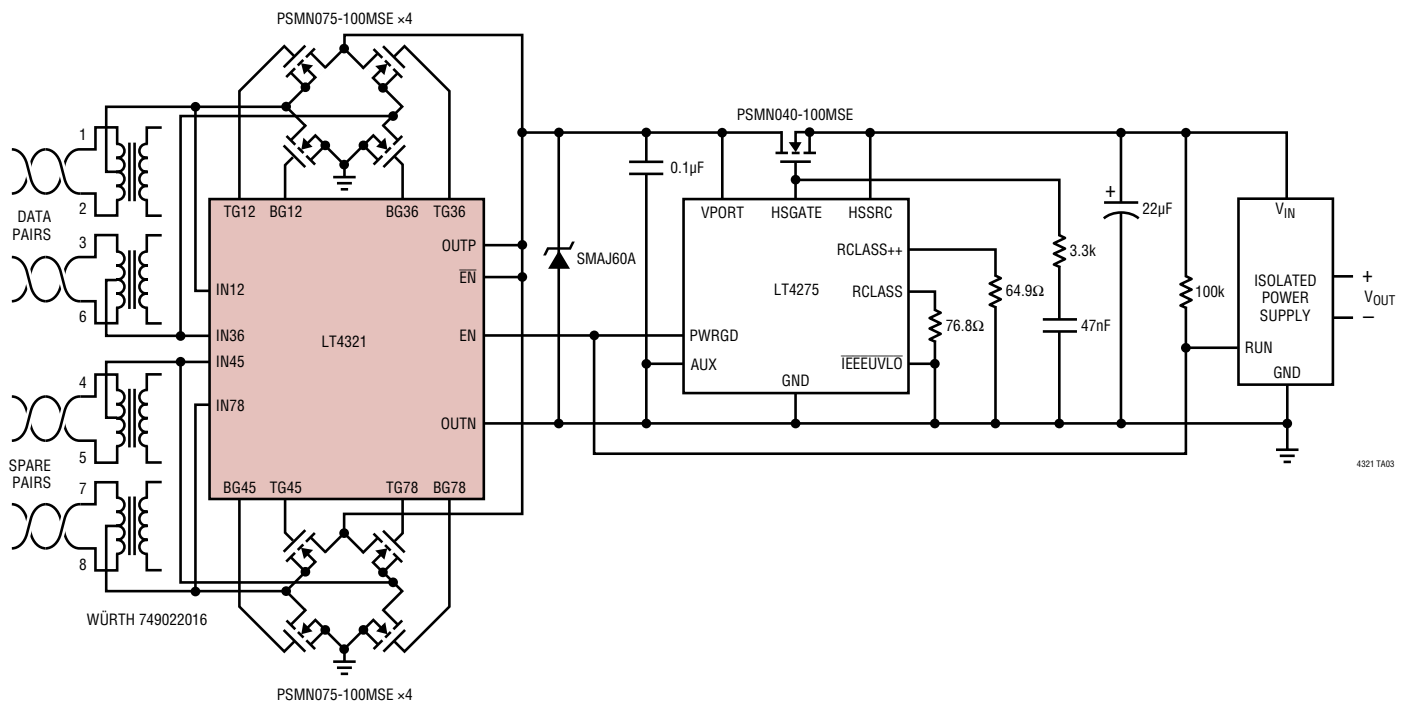 PSMN075-100MSE ×4
PSMN040-100MSE
1
2
DATA
PAIRS
3
6
4
5
SPARE
PAIRS
7
8
WÜRTH 749022016
TG12 BG12 BG36 TG36
OUTP
EN
IN12
IN36
LT4321
EN
IN45
IN78
OUTN
BG45 TG45 TG78 BG78
PSMN075-100MSE ×4
SMAJ60A
0.1µF
VPORT HSGATE HSSRC
RCLASS++
LT4275
RCLASS
PWRGD
AUX
IEEEUVLO
GND
64.9Ω
76.8Ω
3.3k
47nF
+
22µF
100k
VIN
ISOLATED
POWER
SUPPLY
RUN
GND
+
VOUT
–
4321 TA03